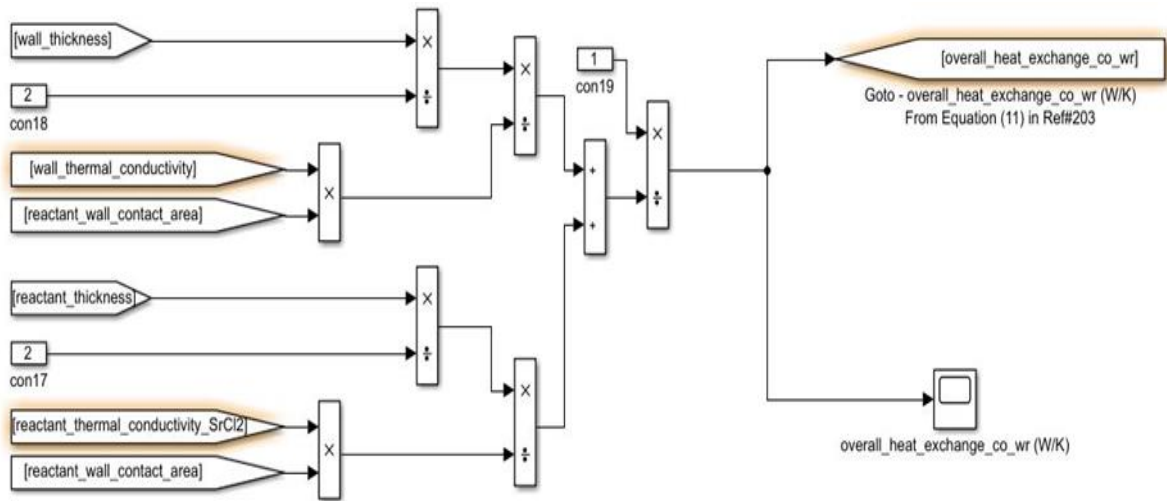 [wall_thickness]
2
con18
[wall_thermal_conductivity]
[reactant_wall_contact_area]
[reactant_thickness]
2
con17
[reactant_thermal_conductivity_SrCl2]
[reactant_wall_contact_area]
×
÷
×
÷
×
×
÷
×
÷
×
1
con19
+
+
×
÷
[overall_heat_exchange_co_wr]
Goto - overall_heat_exchange_co_wr (W/K)
From Equation (11) in Ref#203
overall_heat_exchange_co_wr (W/K)